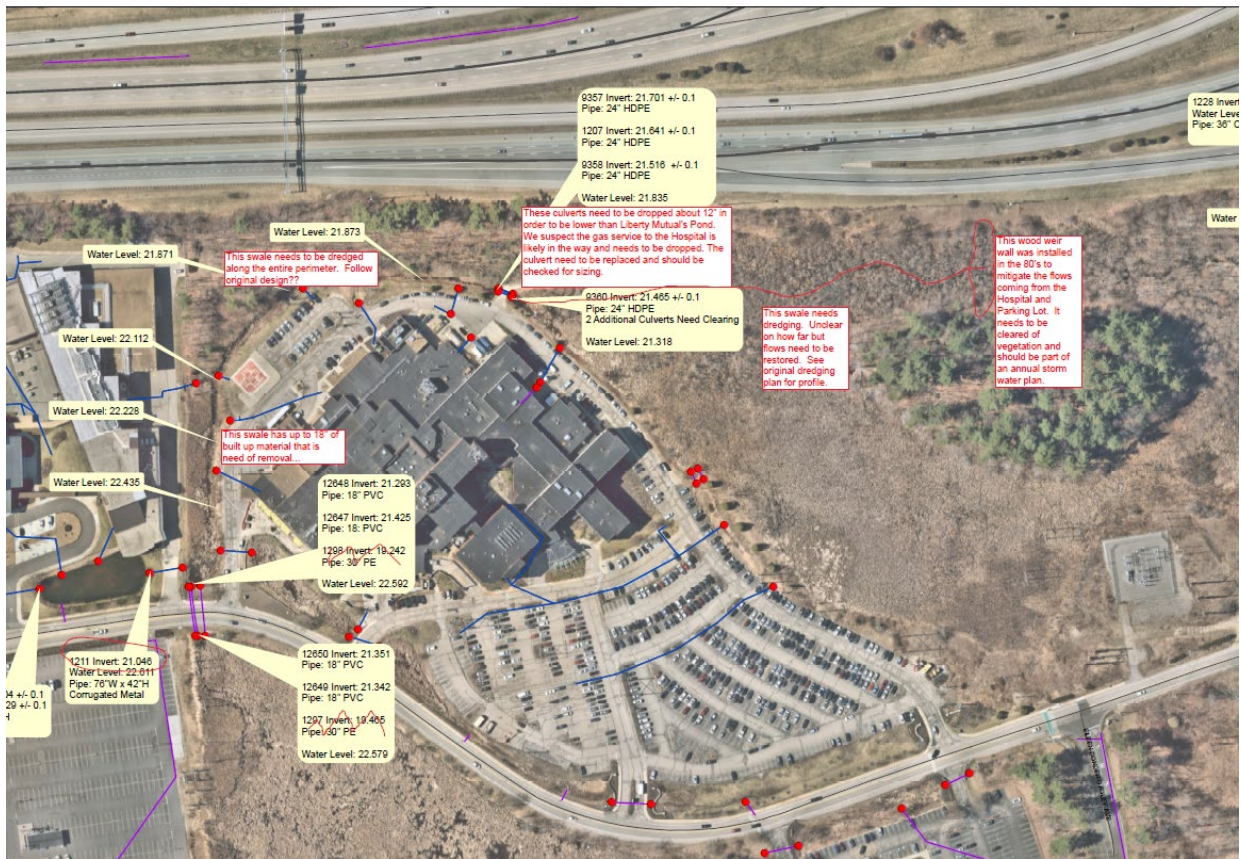 9357 Invert: 21.701 +/- 0.1
Pipe: 24" HDPE
1207 Invert: 21.641 +/- 0.1
Pipe: 24" HDPE
9358 Invert: 21.516 +/- 0.1
Pipe: 24" HDPE
Water Level: 21.835
1228 Invert
Water Leve
Pipe: 36" C
These culverts need to be dropped about 12" in
order to be lower than Liberty Mutual's Pond.
We suspect the gas service to the Hospital is
likely in the way and needs to be dropped. The
culvert need to be replaced and should be
checked for sizing.
Water Level: 21.873
Water Level: 21.871
This swale needs to be dredged
along the entire perimeter. Follow
original design??
Water
This wood weir
wall was installed
in the 80's to
mitigate the flows
coming from the
Hospital and
Parking Lot. It
needs to be
cleared of
vegetation and
should be part of
an annual storm
water plan.
9360 Invert: 21.465 +/- 0.1
Pipe: 24" HDPE
2 Additional Culverts Need Clearing
Water Level: 21.318
This swale needs
dredging. Unclear
on how far but
flows need to be
restored. See
original dredging
plan for profile.
Water Level: 22.112
Water Level: 22.228
This swale has up to 18" of
built up material that is
need of removal...
Water Level: 22.435
12648 Invert: 21.293
Pipe: 18" PVC
12647 Invert: 21.425
Pipe: 18: PVC
1298 Invert: 19.242
Pipe: 30" PE
Water Level: 22.592
1211 Invert: 21.046
Water Level: 22.611
Pipe: 76"W x 42"H
Corrugated Metal
04 +/- 0.1
29 +/- 0.1
H
12650 Invert: 21.351
Pipe: 18" PVC
12649 Invert: 21.342
Pipe: 18" PVC
1297 Invert: 19.465
Pipe: 30" PE
Water Level: 22.579